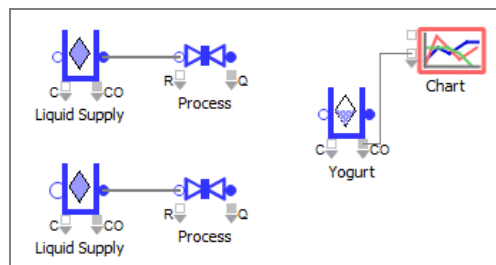 C CO
Liquid Supply
R Q
Process
Chart
C CO
Yogurt
C CO
Liquid Supply
R Q
Process